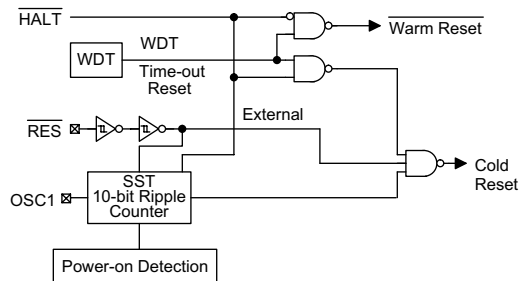 HALT
WDT
WDT
Time-out
Reset
Warm Reset
RES
External
SST
10-bit Ripple
Counter
OSC1
Cold
Reset
Power-on Detection